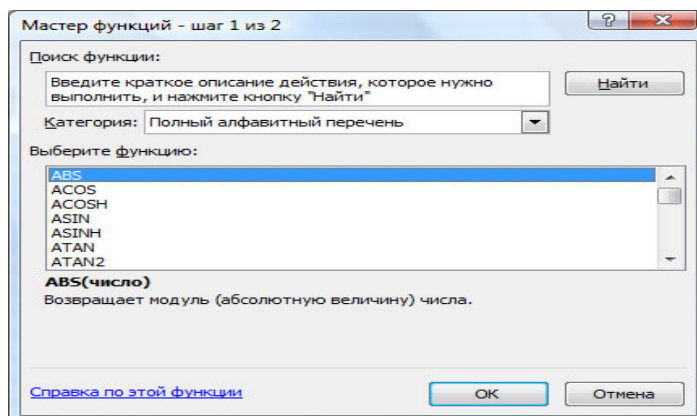 Мастер функций - шаг 1 из 2
Поиск функции:
Введите краткое описание действия, которое нужно
выполнить, и нажмите кнопку "Найти"
Найти
Категория: Полный алфавитный перечень
Выберите функцию:
ABS
ACOS
ACOSH
ASIN
ASINH
ATAN
ATAN2
ABS(число)
Возвращает модуль (абсолютную величину) числа.
Справка по этой функции
ОК
Отмена